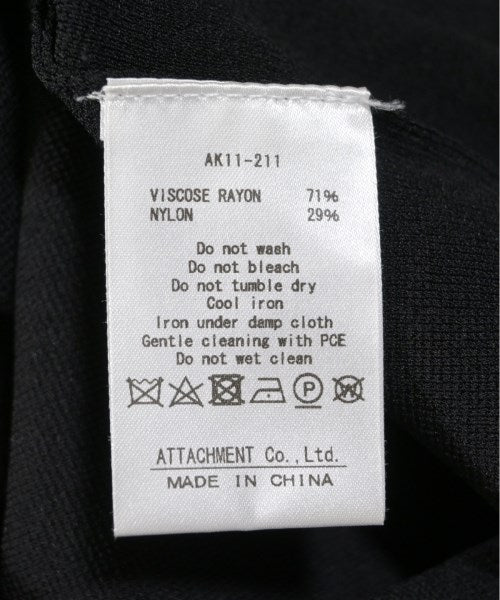 AK11-211
VISCOSE RAYON 71%
NYLON 29%
Do not wash
Do not bleach
Do not tumble dry
Cool iron
Iron under damp cloth
Gentle cleaning with PCE
Do not wet clean
P W
ATTACHMENT Co.,Ltd.
MADE IN CHINA